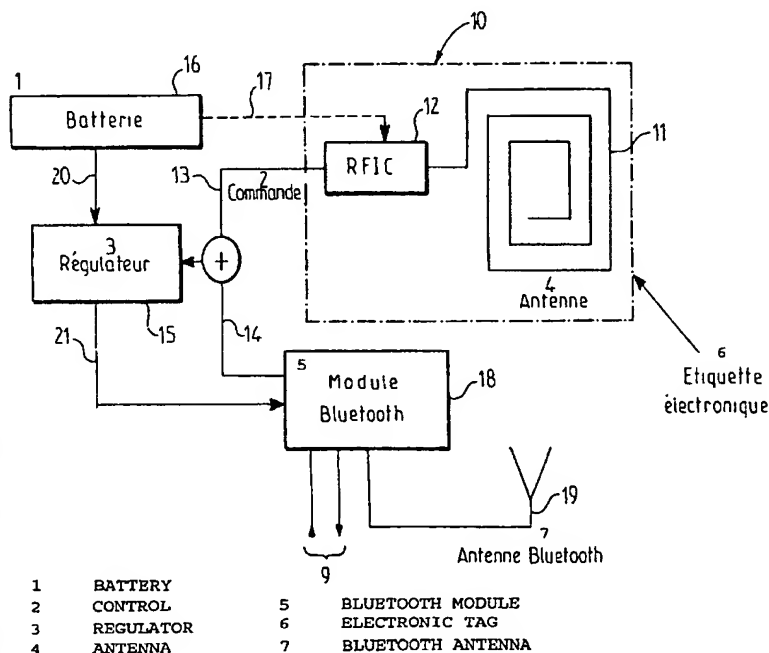 10
1
16
17
Batterie
12
11
RFIC
20
13
2
Commande
3
Régulateur
+
4
Antenne
21
15
14
6
Etiquette
électronique
5
Module
Bluetooth
18
19
7
Antenne Bluetooth
9
1 BATTERY
2 CONTROL
3 REGULATOR
4 ANTENNA
5 BLUETOOTH MODULE
6 ELECTRONIC TAG
7 BLUETOOTH ANTENNA